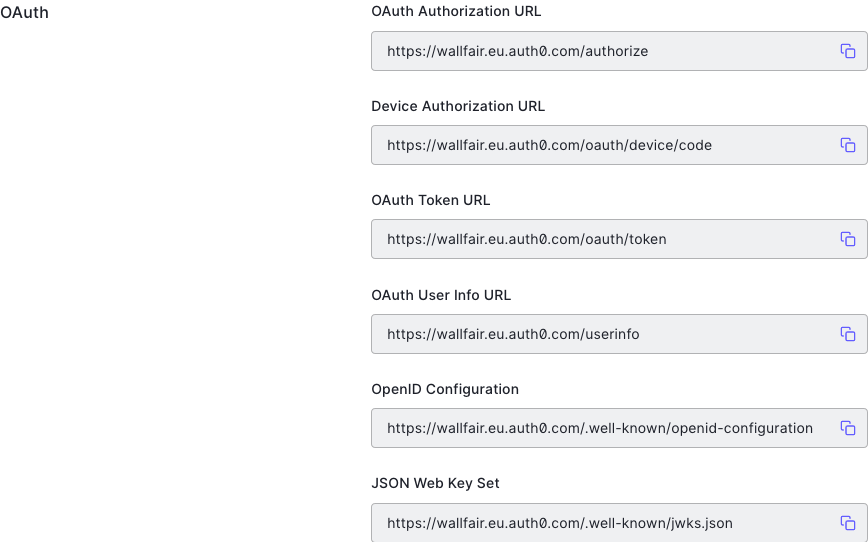 OAuth
OAuth Authorization URL
https://wallfair.eu.auth0.com/authorize
Device Authorization URL
https://wallfair.eu.auth0.com/oauth/device/code
OAuth Token URL
https://wallfair.eu.auth0.com/oauth/token
OAuth User Info URL
https://wallfair.eu.auth0.com/userinfo
OpenID Configuration
https://wallfair.eu.auth0.com/.well-known/openid-configuration
JSON Web Key Set
https://wallfair.eu.auth0.com/.well-known/jwks.json